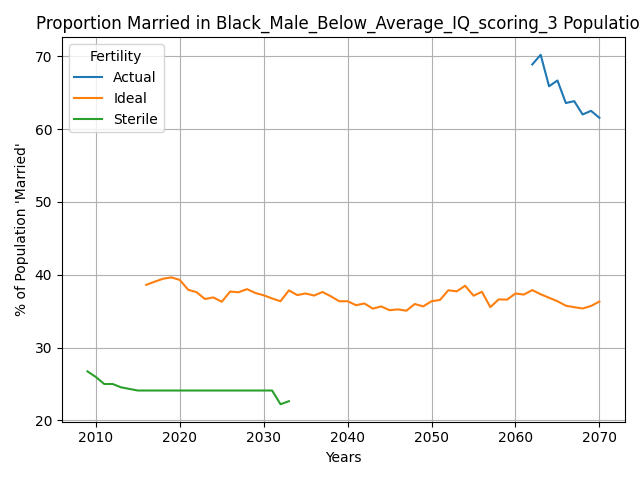 Proportion Married in Black_Male_Below_Average_IQ_scoring_3 Populatio
Fertility
Actual
Ideal
Sterile
% of Population 'Married'
70
60
50
40
30
20
2010 2020 2030 2040 2050 2060 2070
Years